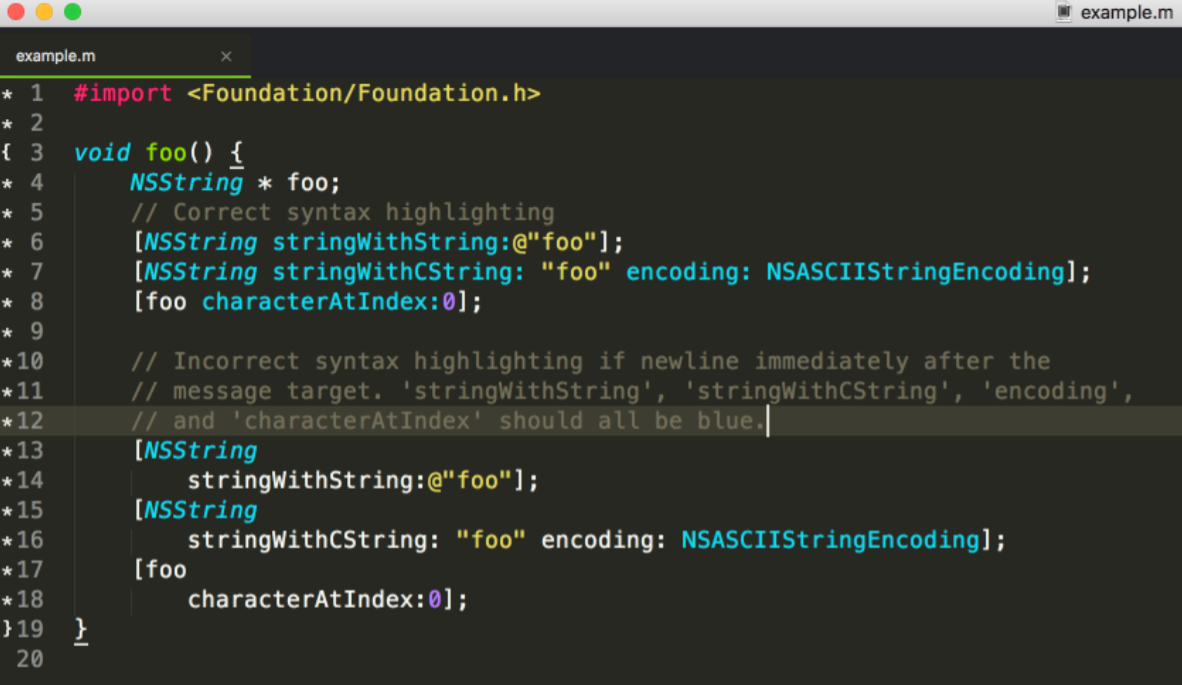 example.m
example.m ×
* 1 #import <Foundation/Foundation.h>
* 2
{ 3 void foo() {
* 4     NSString * foo;
* 5     // Correct syntax highlighting
* 6     [NSString stringWithString:@"foo"];
* 7     [NSString stringWithCString: "foo" encoding: NSASCIIStringEncoding];
* 8     [foo characterAtIndex:0];
* 9
*10     // Incorrect syntax highlighting if newline immediately after the
*11     // message target. 'stringWithString', 'stringWithCString', 'encoding',
*12     // and 'characterAtIndex' should all be blue.
*13     [NSString
*14         stringWithString:@"foo"];
*15     [NSString
*16         stringWithCString: "foo" encoding: NSASCIIStringEncoding];
*17     [foo
*18         characterAtIndex:0];
}19 }
20